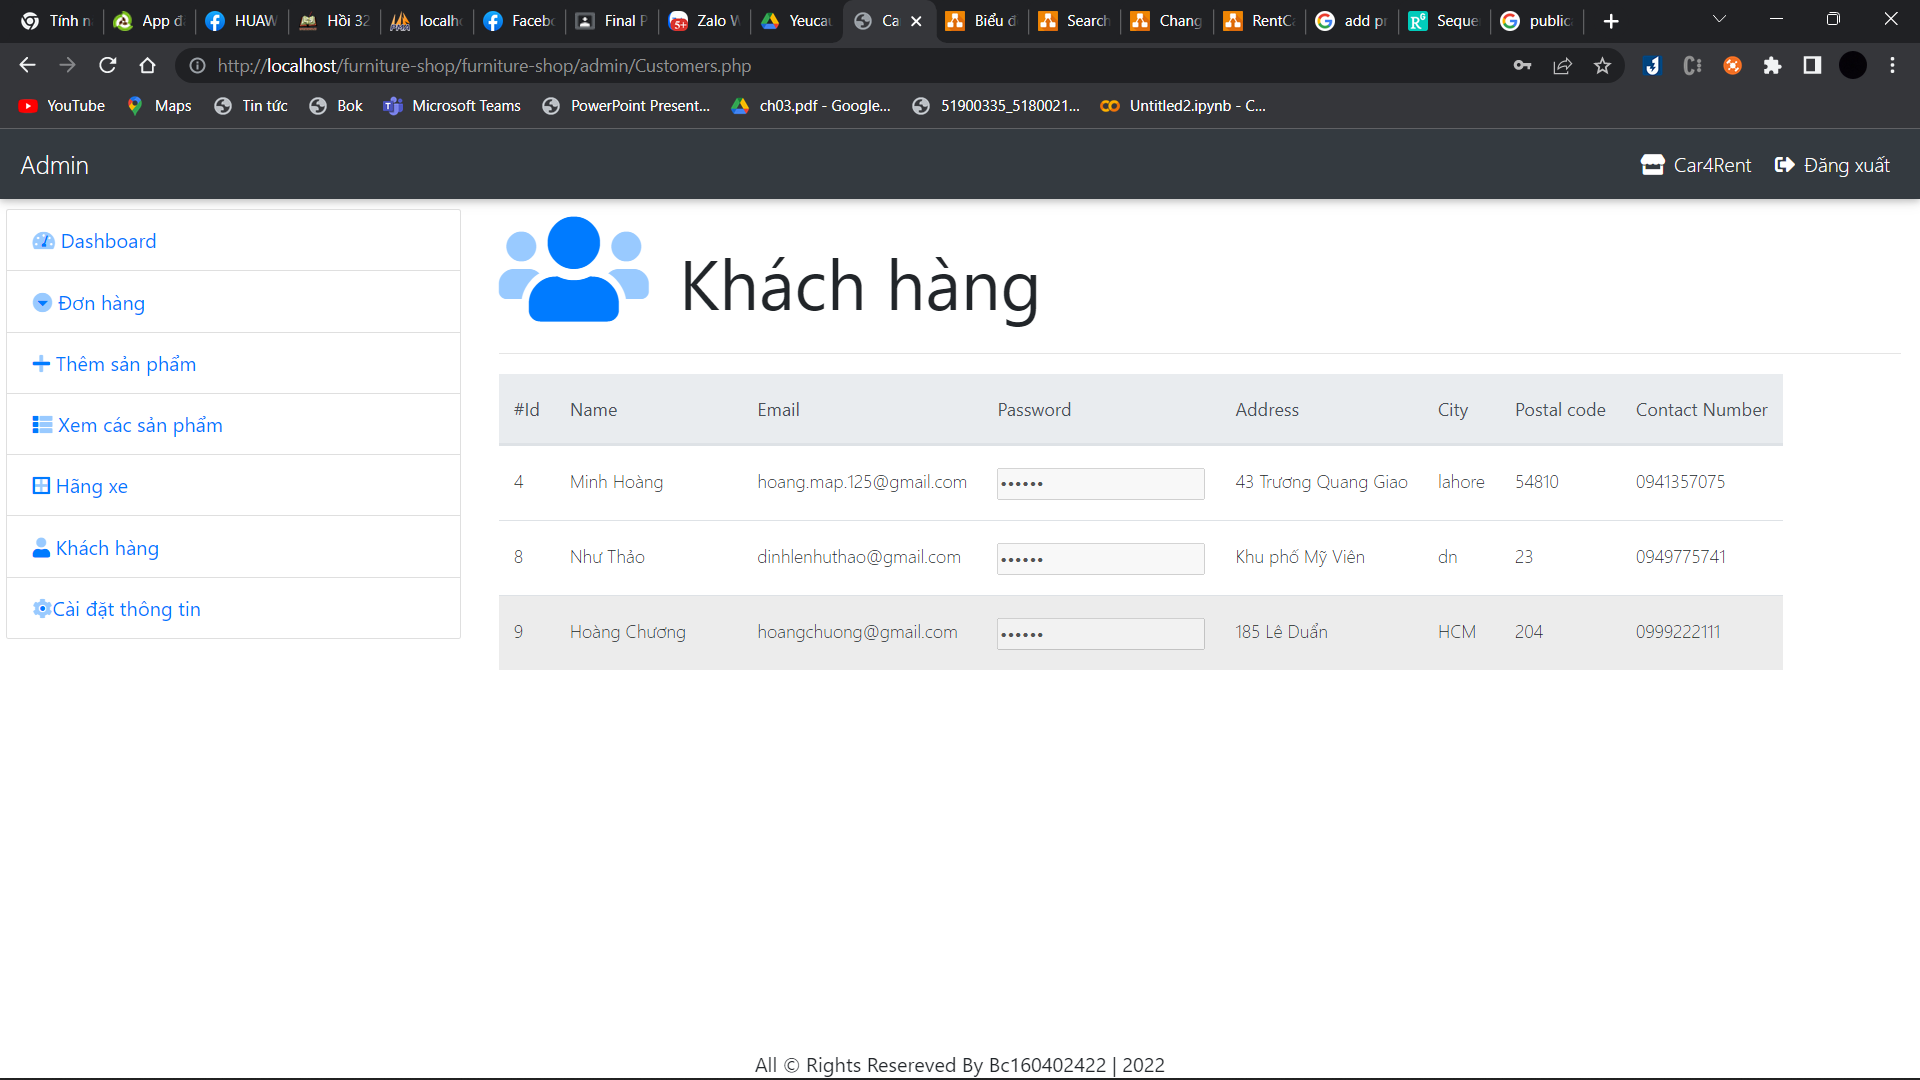 Tính n App đ HUAW Hồi 32 localh Facebo Final P Zalo W Yeucau Ca Biểu đ Search Chang RentCa add pr Seque public
http://localhost/furniture-shop/furniture-shop/admin/Customers.php
YouTube Maps Tin tức Bok Microsoft Teams PowerPoint Present... ch03.pdf - Google... 51900335_5180021... Untitled2.ipynb - C...
Admin Car4Rent Đăng xuất
Dashboard
Đơn hàng
Thêm sản phẩm
Xem các sản phẩm
Hãng xe
Khách hàng
Cài đặt thông tin
Khách hàng
#Id Name Email Password Address City Postal code Contact Number
4 Minh Hoàng hoang.map.125@gmail.com •••••• 43 Trương Quang Giao lahore 54810 0941357075
8 Như Thảo dinhlenhuthao@gmail.com •••••• Khu phố Mỹ Viên dn 23 0949775741
9 Hoàng Chương hoangchuong@gmail.com •••••• 185 Lê Duẩn HCM 204 0999222111
All © Rights Resereved By Bc160402422 | 2022